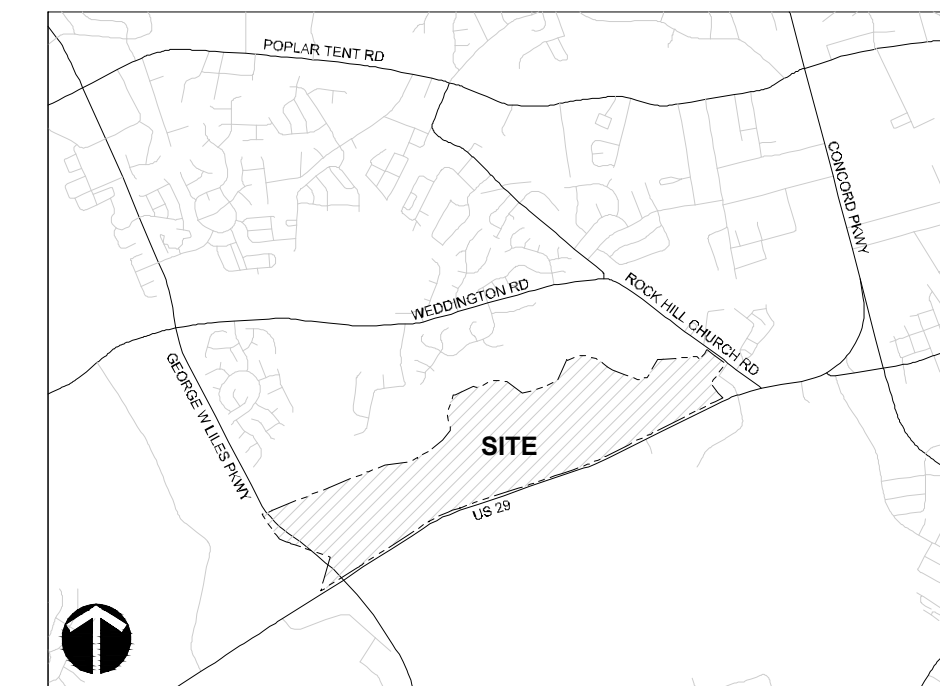 POPLAR TENT RD
CONCORD PKWY
WEDDINGTON RD
ROCK HILL CHURCH RD
GEORGE W LILES PKWY
SITE
US 29